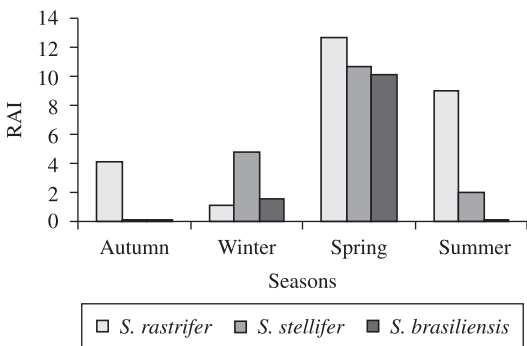 14
12
10
8
6
4
2
0
RAI
Autumn Winter Spring Summer
Seasons
S. rastrifer S. stellifer S. brasiliensis